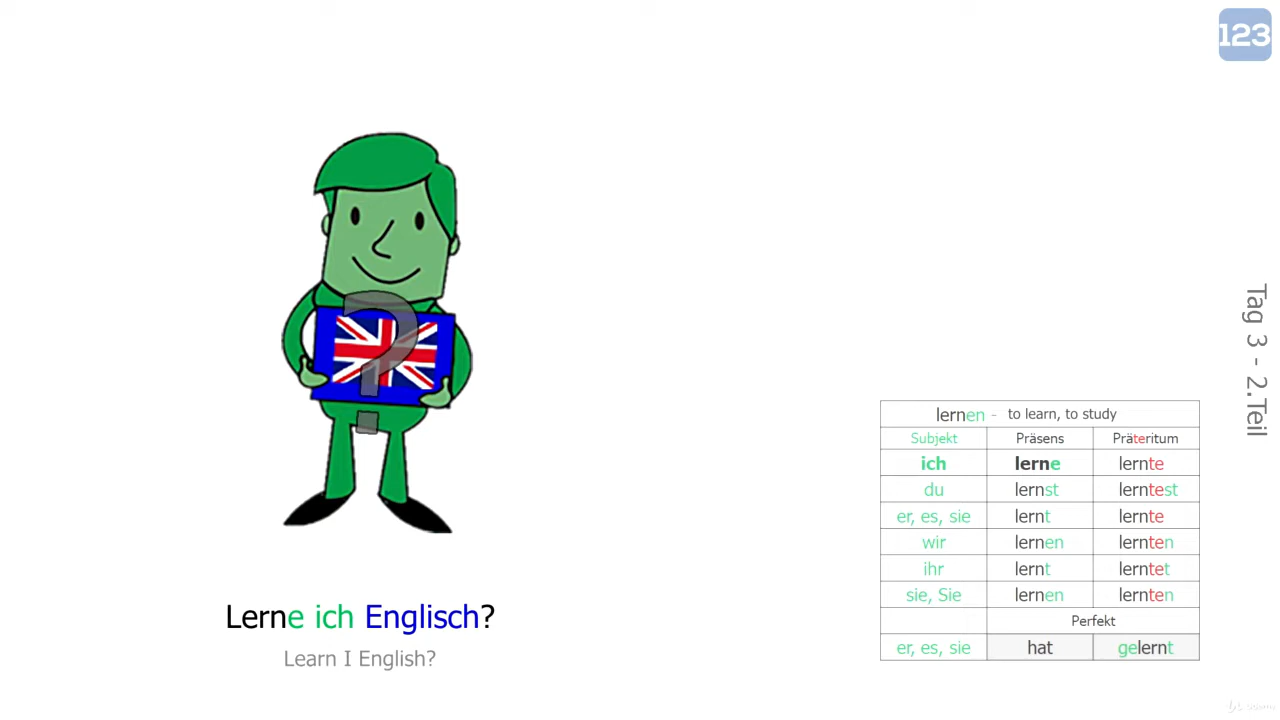 123
Tag 3 - 2.Teil
?
Lerne ich Englisch?
Learn I English?
lernen - to learn, to study
Subjekt Präsens Präteritum
ich lerne lernte
du lernst lerntest
er, es, sie lernt lernte
wir lernen lernten
ihr lernt lerntet
sie, Sie lernen lernten
Perfekt
er, es, sie hat gelernt